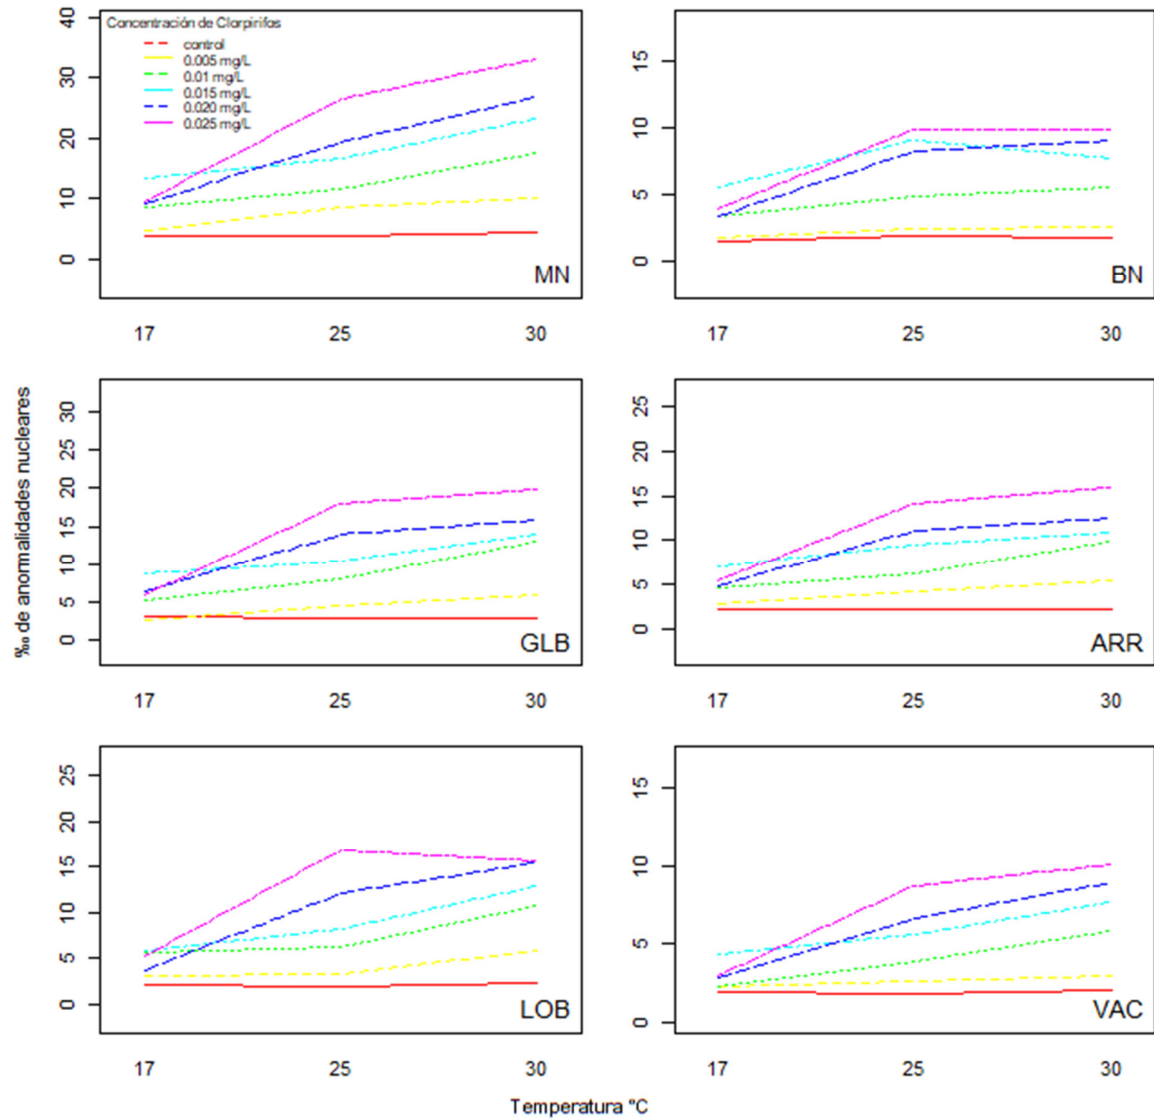 Concentración de Clorpirifos
control
0.005 mg/L
0.01 mg/L
0.015 mg/L
0.020 mg/L
0.025 mg/L
40
30
20
10
0
MN
17 25 30
15
10
5
0
BN
17 25 30
‰ de anormalidades nucleares
30
25
20
15
10
5
0
GLB
17 25 30
25
20
15
10
5
0
ARR
17 25 30
25
20
15
10
5
0
LOB
17 25 30
15
10
5
0
VAC
17 25 30
Temperatura °C